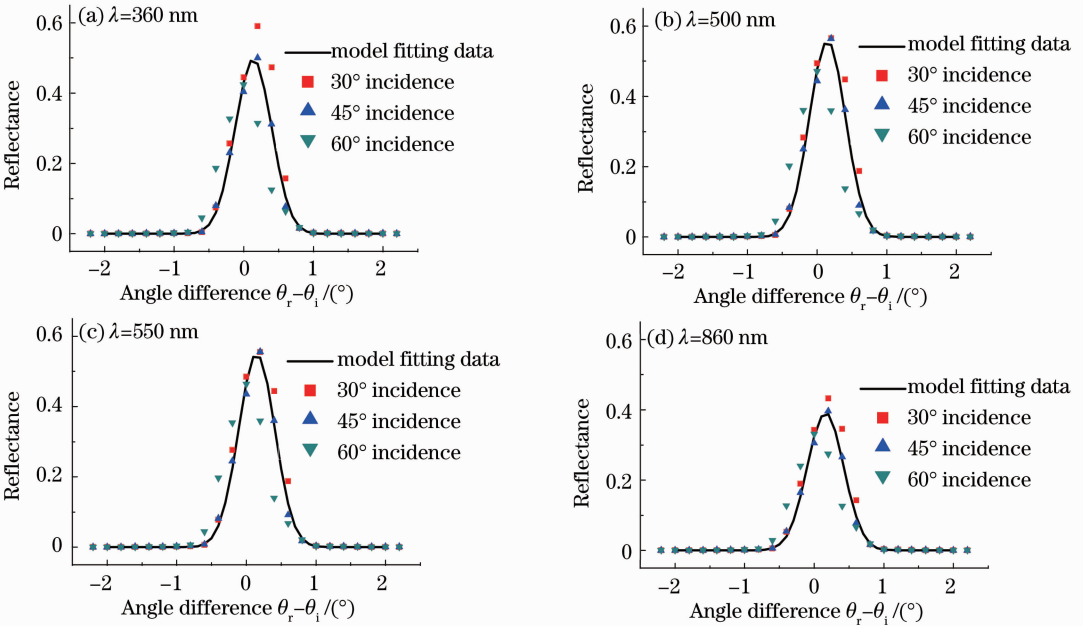 (a) λ=360 nm
0.6
0.4
0.2
0
Reflectance
model fitting data
30° incidence
45° incidence
60° incidence
−2 −1 0 1 2
Angle difference θr−θi /(°)
(b) λ=500 nm
0.6
0.4
0.2
0
Reflectance
model fitting data
30° incidence
45° incidence
60° incidence
−2 −1 0 1 2
Angle difference θr−θi /(°)
(c) λ=550 nm
0.6
0.4
0.2
0
Reflectance
model fitting data
30° incidence
45° incidence
60° incidence
−2 −1 0 1 2
Angle difference θr−θi /(°)
(d) λ=860 nm
0.6
0.4
0.2
0
Reflectance
model fitting data
30° incidence
45° incidence
60° incidence
−2 −1 0 1 2
Angle difference θr−θi /(°)